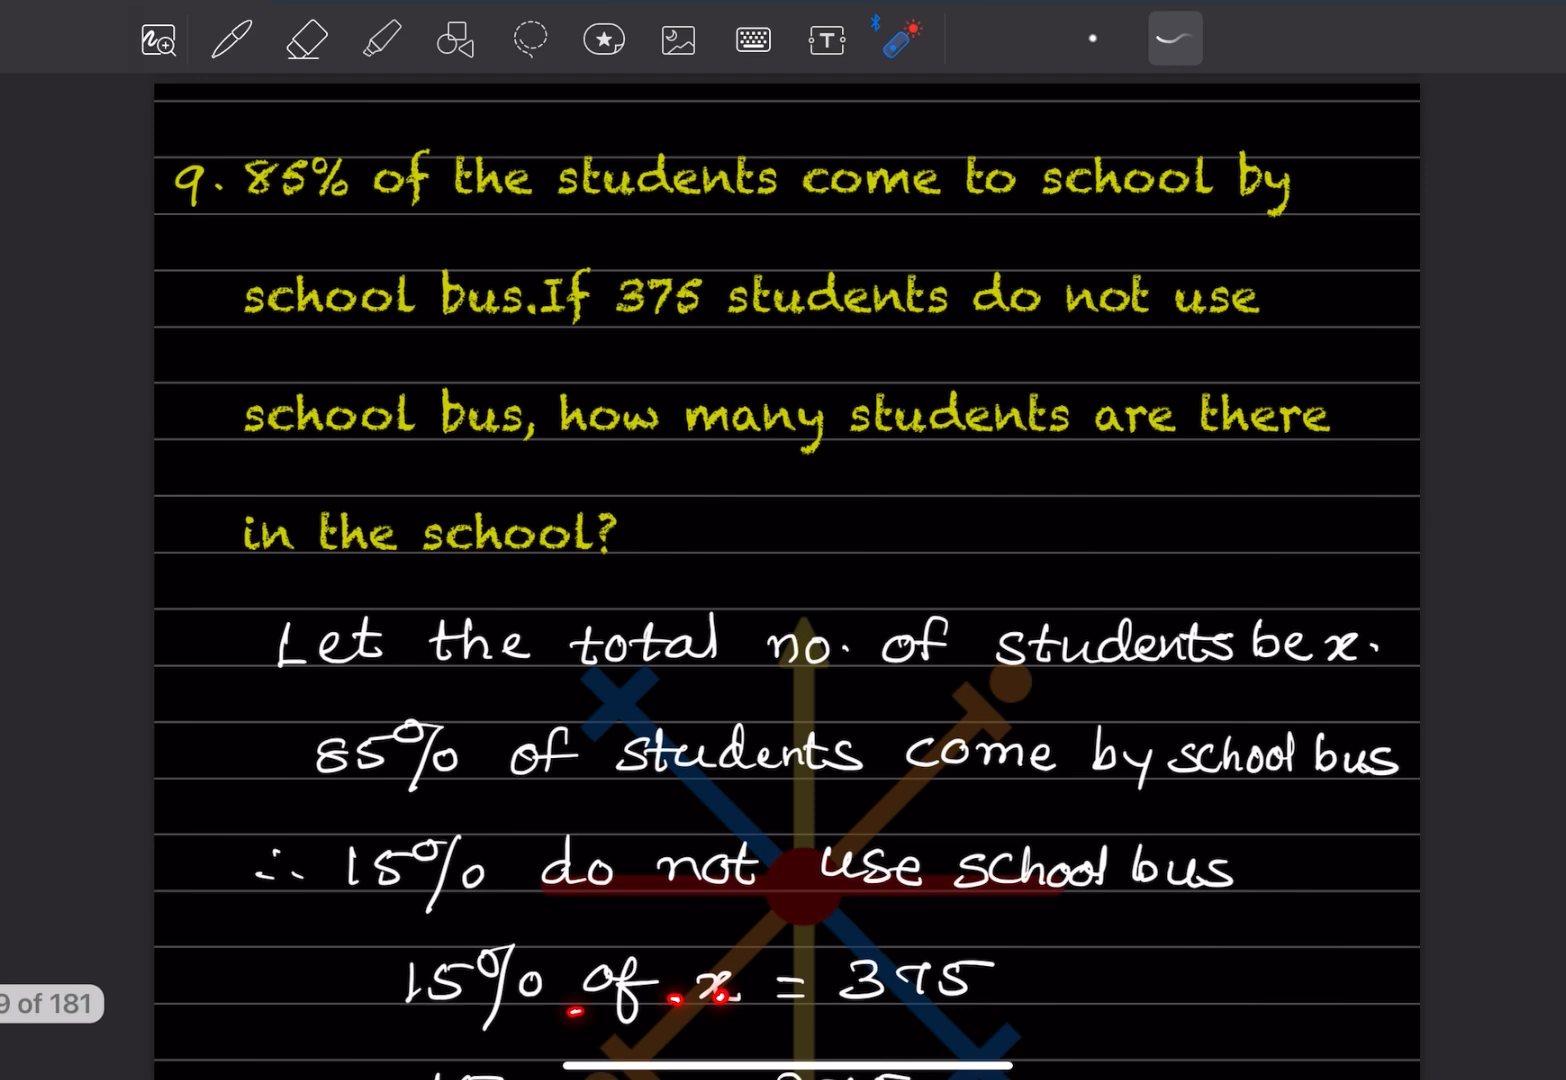 9. 85% of the students come to school by
school bus.If 375 students do not use
school bus, how many students are there
in the school?
Let the total no. of students be x.
85% of students come by school bus
∴ 15% do not use school bus
15% of x = 375
9 of 181